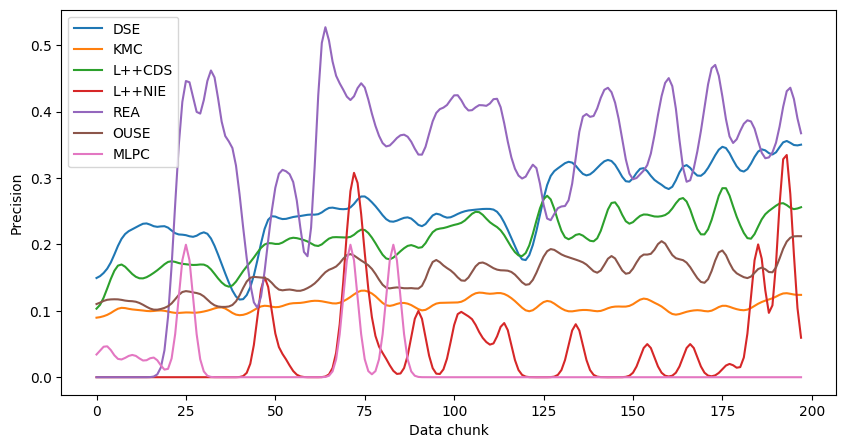 DSE
KMC
L++CDS
L++NIE
REA
OUSE
MLPC
Precision
0.5
0.4
0.3
0.2
0.1
0.0
0 25 50 75 100 125 150 175 200
Data chunk